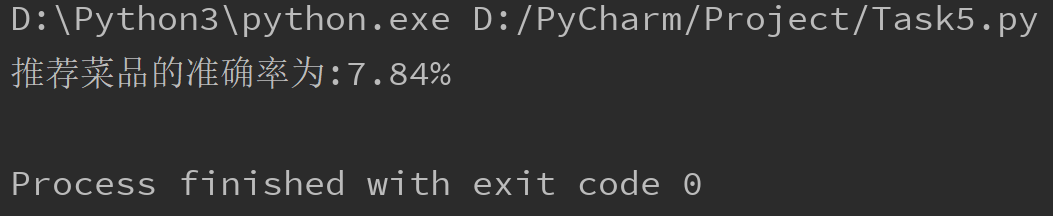 D:\Python3\python.exe D:/PyCharm/Project/Task5.py
推荐菜品的准确率为:7.84%
Process finished with exit code 0